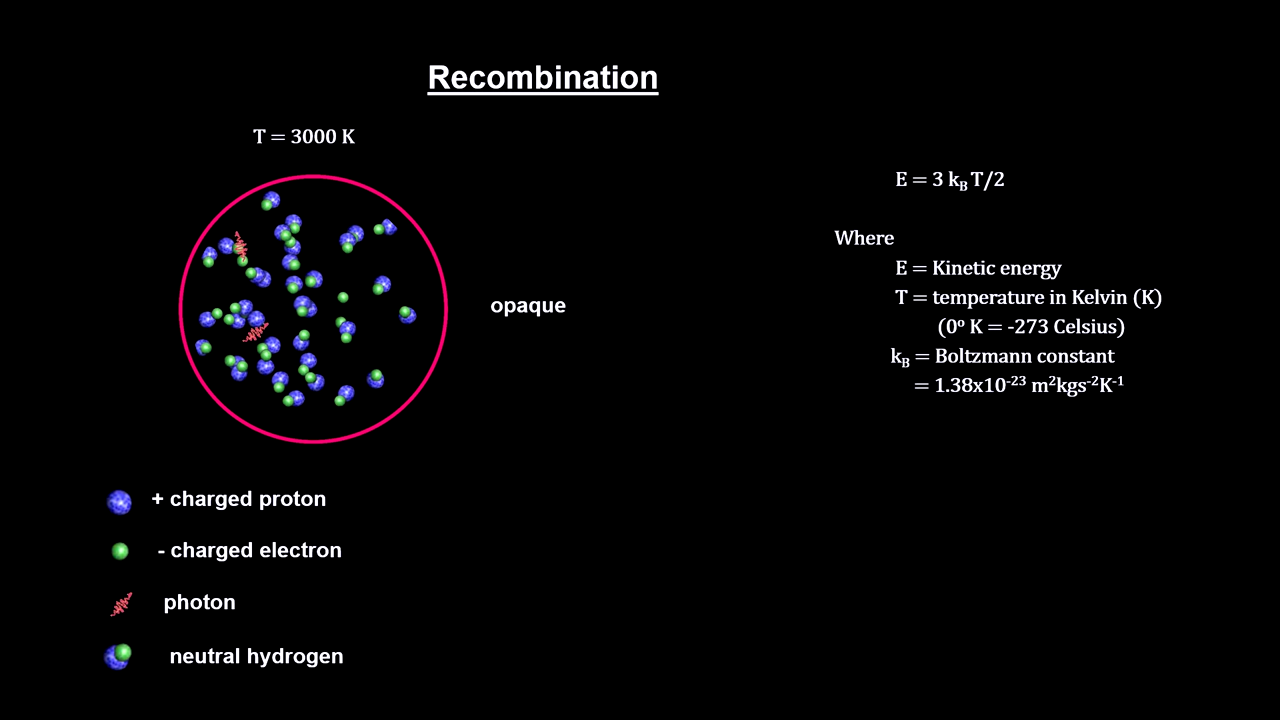 Recombination
T = 3000 K
opaque
+ charged proton
- charged electron
photon
neutral hydrogen
E = 3 k_B T/2
Where
E = Kinetic energy
T = temperature in Kelvin (K)
(0º K = -273 Celsius)
k_B = Boltzmann constant
= 1.38x10⁻²³ m²kgs⁻²K⁻¹